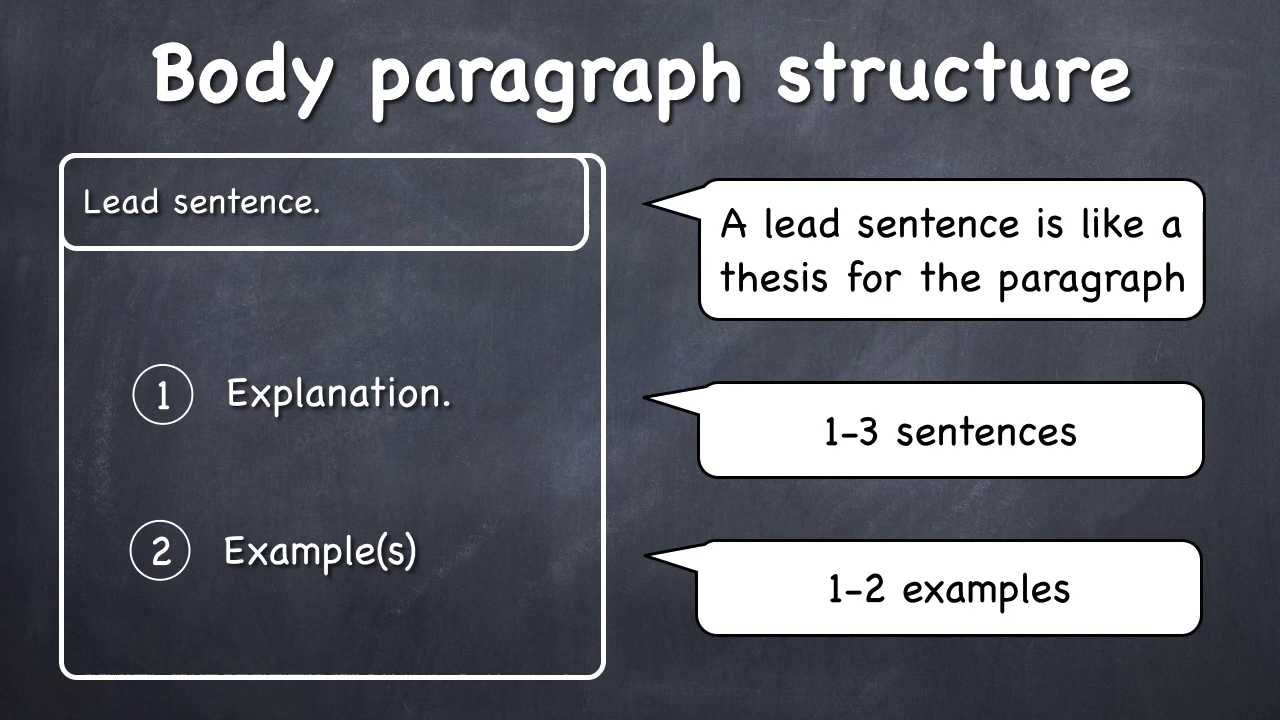 Body paragraph structure
Lead sentence.
A lead sentence is like a
thesis for the paragraph
1 Explanation.
1-3 sentences
2 Example(s)
1-2 examples